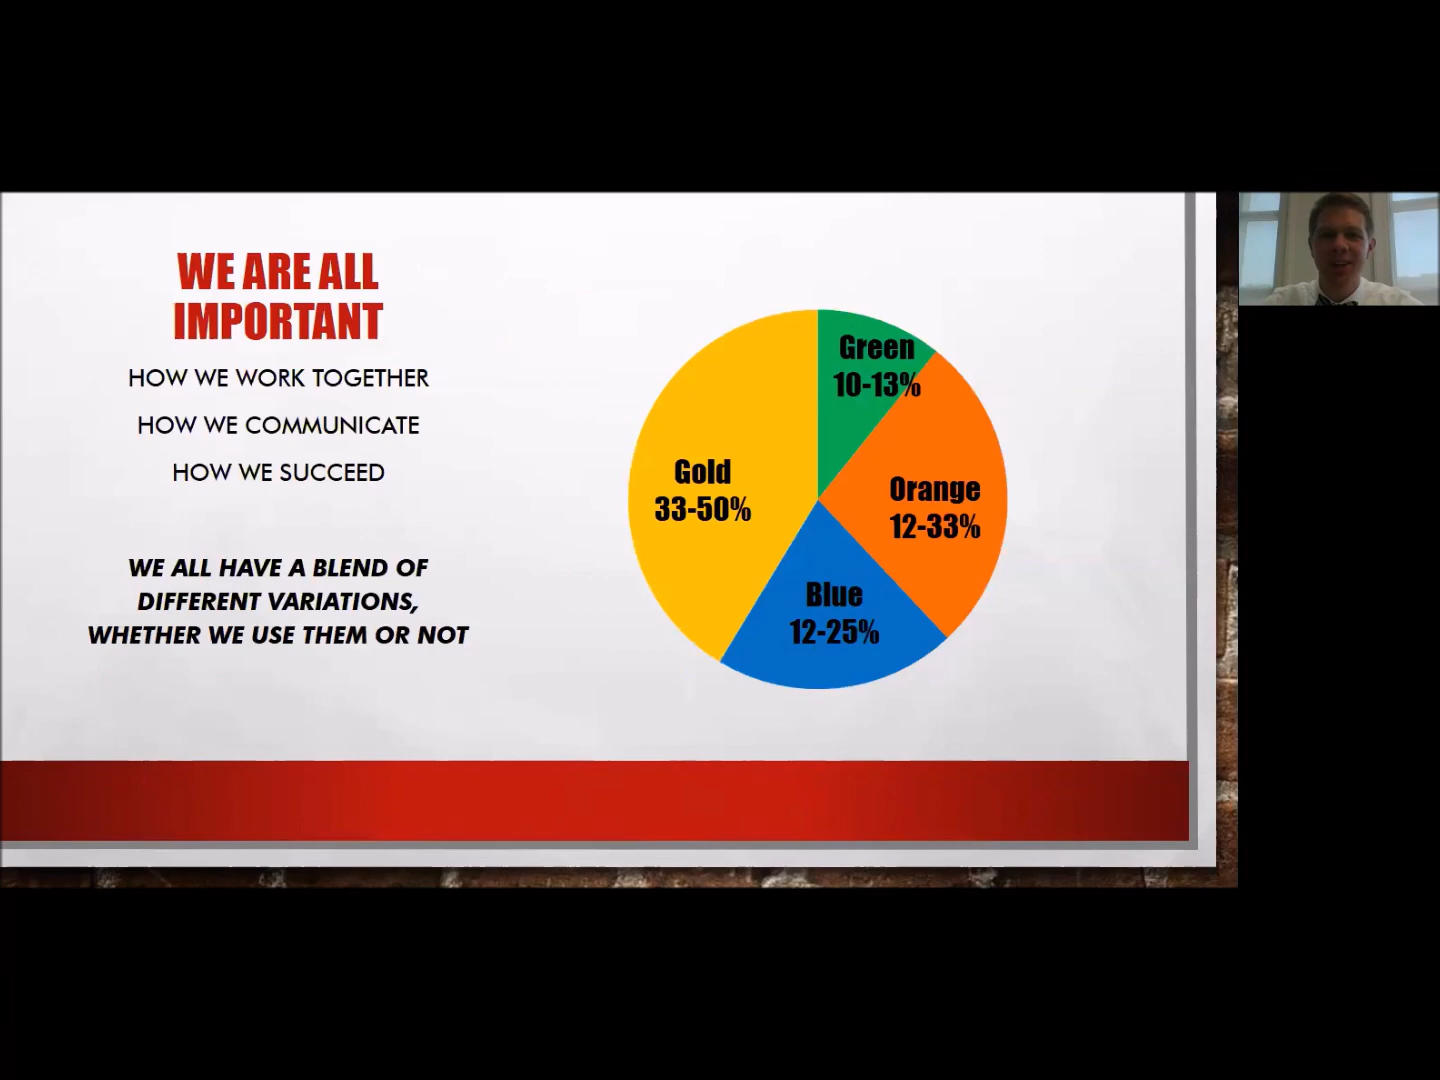 WE ARE ALL
IMPORTANT
HOW WE WORK TOGETHER
HOW WE COMMUNICATE
HOW WE SUCCEED
WE ALL HAVE A BLEND OF
DIFFERENT VARIATIONS,
WHETHER WE USE THEM OR NOT
Green
10-13%
Orange
12-33%
Blue
12-25%
Gold
33-50%